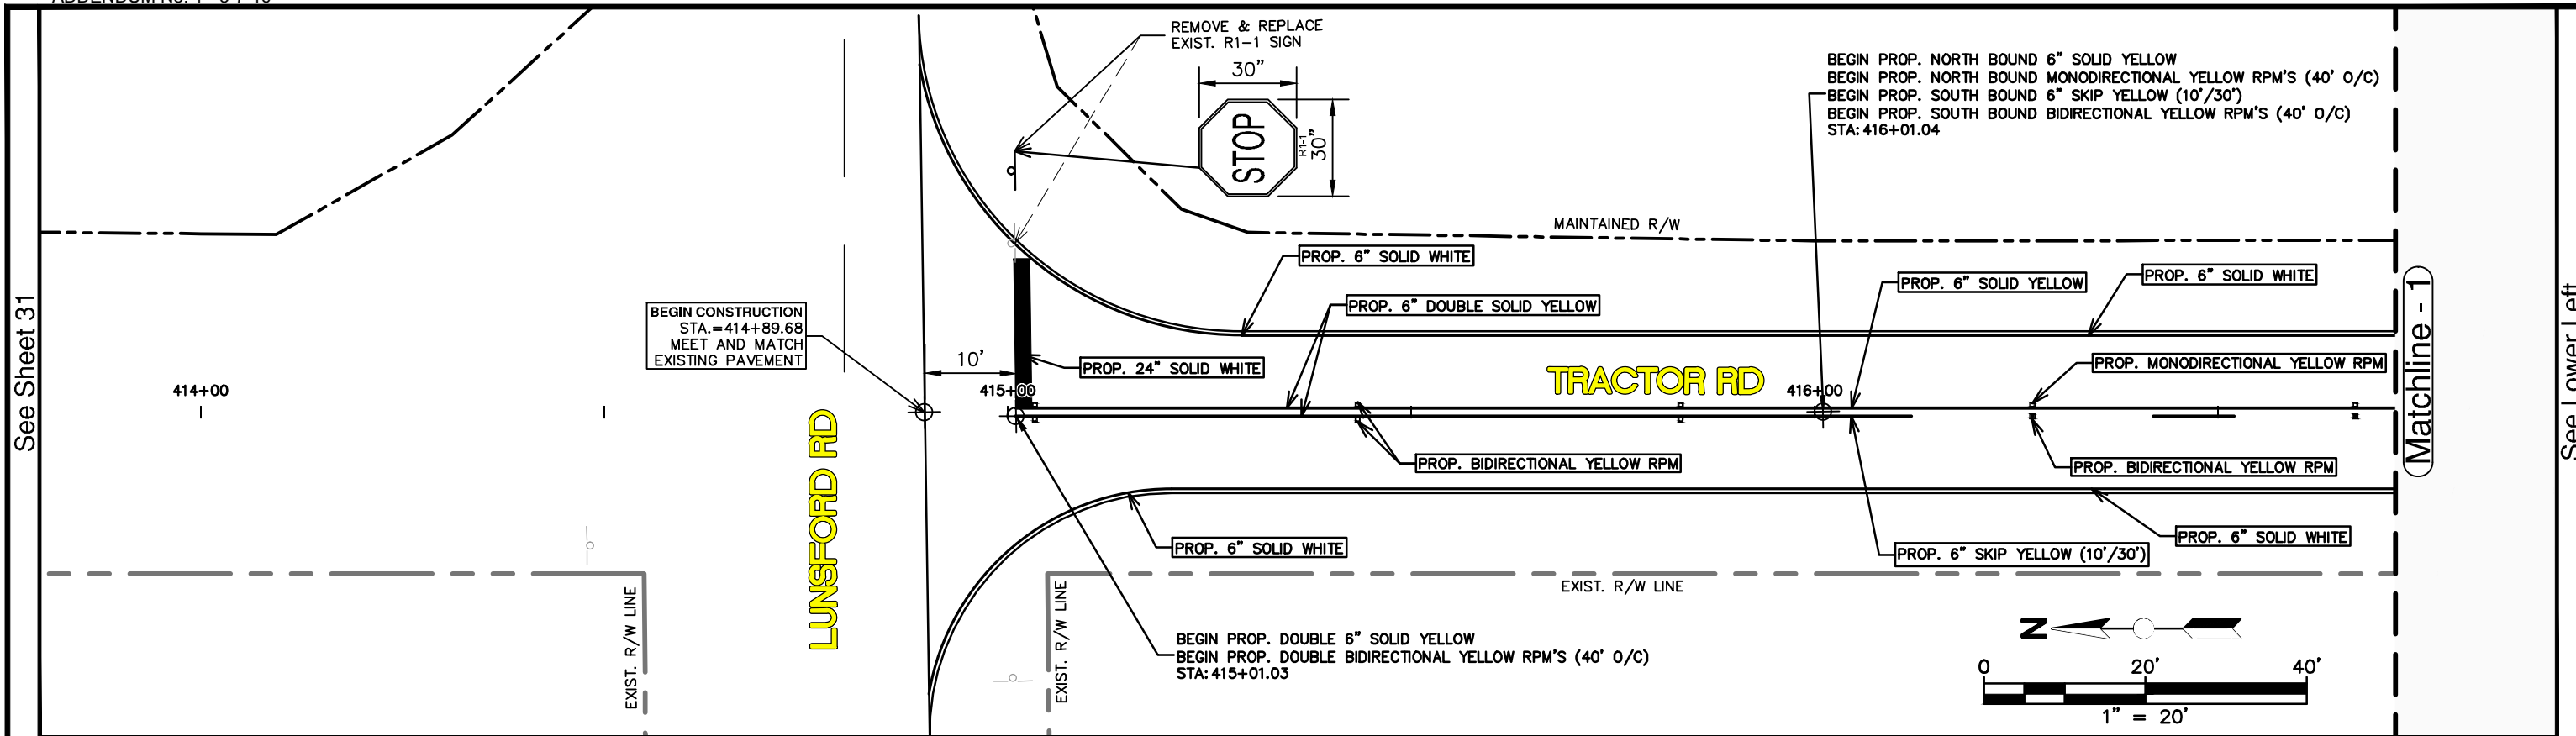 See Sheet 31
REMOVE & REPLACE
EXIST. R1-1 SIGN
30"
STOP
R1-1
30"
BEGIN PROP. NORTH BOUND 6" SOLID YELLOW
BEGIN PROP. NORTH BOUND MONODIRECTIONAL YELLOW RPM'S (40' O/C)
BEGIN PROP. SOUTH BOUND 6" SKIP YELLOW (10'/30')
BEGIN PROP. SOUTH BOUND BIDIRECTIONAL YELLOW RPM'S (40' O/C)
STA: 416+01.04
MAINTAINED R/W
PROP. 6" SOLID WHITE
PROP. 6" DOUBLE SOLID YELLOW
PROP. 6" SOLID YELLOW
PROP. 6" SOLID WHITE
BEGIN CONSTRUCTION
STA.=414+89.68
MEET AND MATCH
EXISTING PAVEMENT
10'
PROP. 24" SOLID WHITE
TRACTOR RD
PROP. MONODIRECTIONAL YELLOW RPM
414+00
415+00
416+00
LUNSFORD RD
PROP. BIDIRECTIONAL YELLOW RPM
PROP. BIDIRECTIONAL YELLOW RPM
PROP. 6" SOLID WHITE
PROP. 6" SKIP YELLOW (10'/30')
PROP. 6" SOLID WHITE
EXIST. R/W LINE
EXIST. R/W LINE
EXIST. R/W LINE
BEGIN PROP. DOUBLE 6" SOLID YELLOW
BEGIN PROP. DOUBLE BIDIRECTIONAL YELLOW RPM'S (40' O/C)
STA: 415+01.03
N
0 20' 40'
1" = 20'
Matchline - 1
See Lower Left